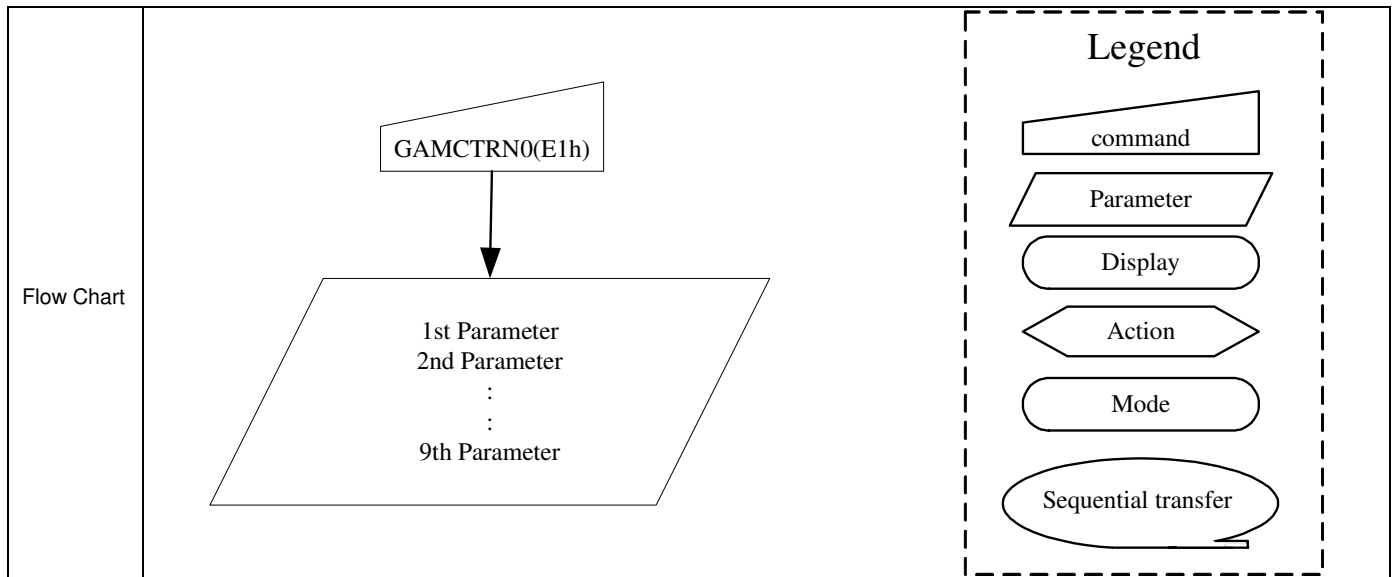 Flow Chart
GAMCTRN0(E1h)
1st Parameter
2nd Parameter
:
:
9th Parameter
Legend
command
Parameter
Display
Action
Mode
Sequential transfer